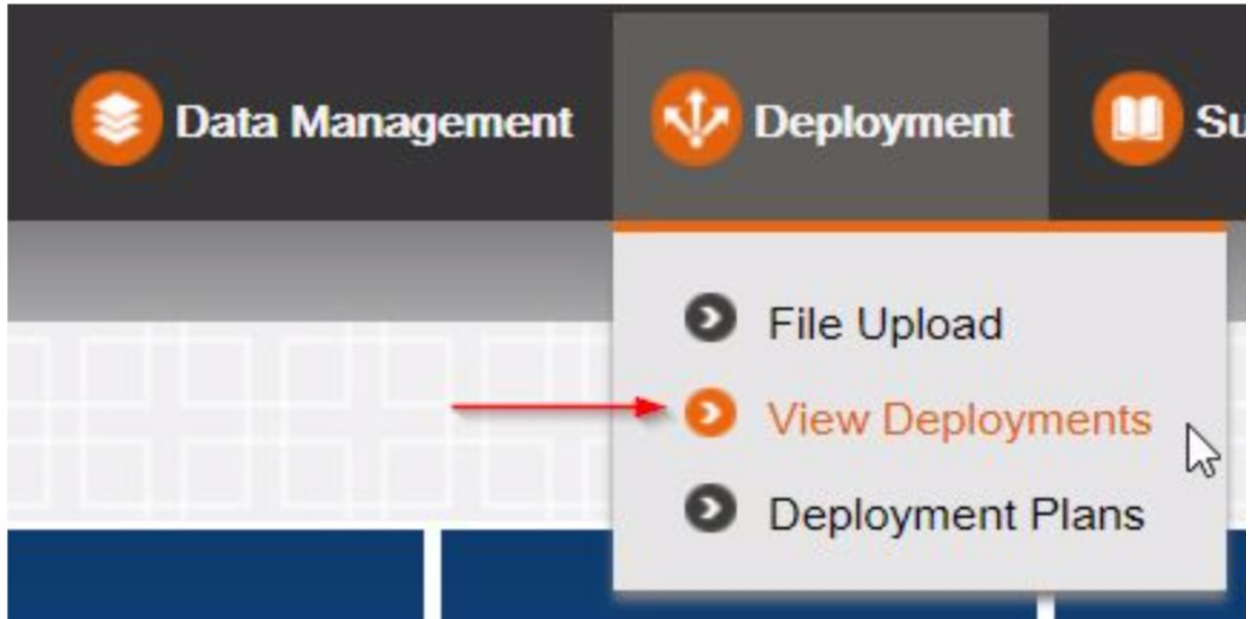 Data Management
Deployment
File Upload
View Deployments
Deployment Plans